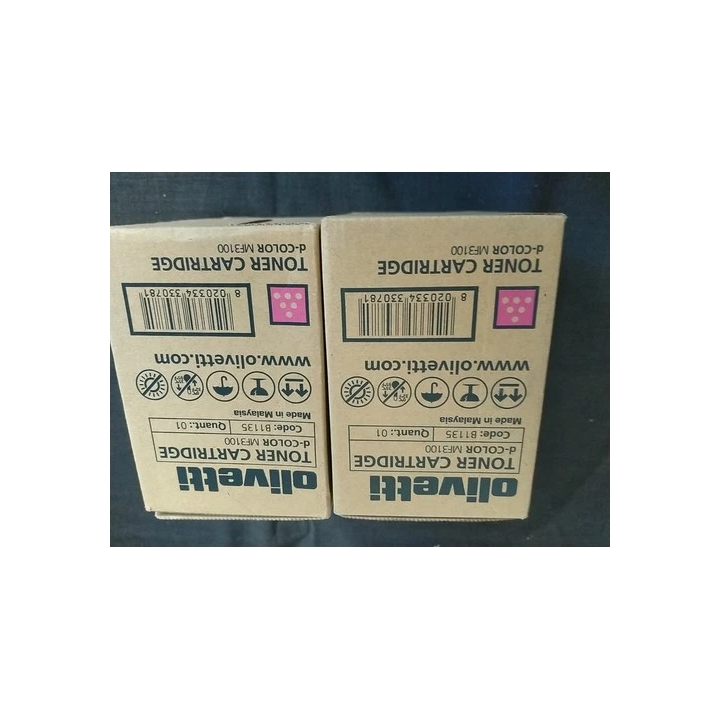 olivetti
TONER CARTRIDGE
d-COLOR MF3100
Code: B1135 Quant.: 01
Made in Malaysia
www.olivetti.com
8 020334 330781
TONER CARTRIDGE
d-COLOR MF3100
olivetti
TONER CARTRIDGE
d-COLOR MF3100
Code: B1135 Quant.: 01
Made in Malaysia
www.olivetti.com
8 020334 330781
TONER CARTRIDGE
d-COLOR MF3100